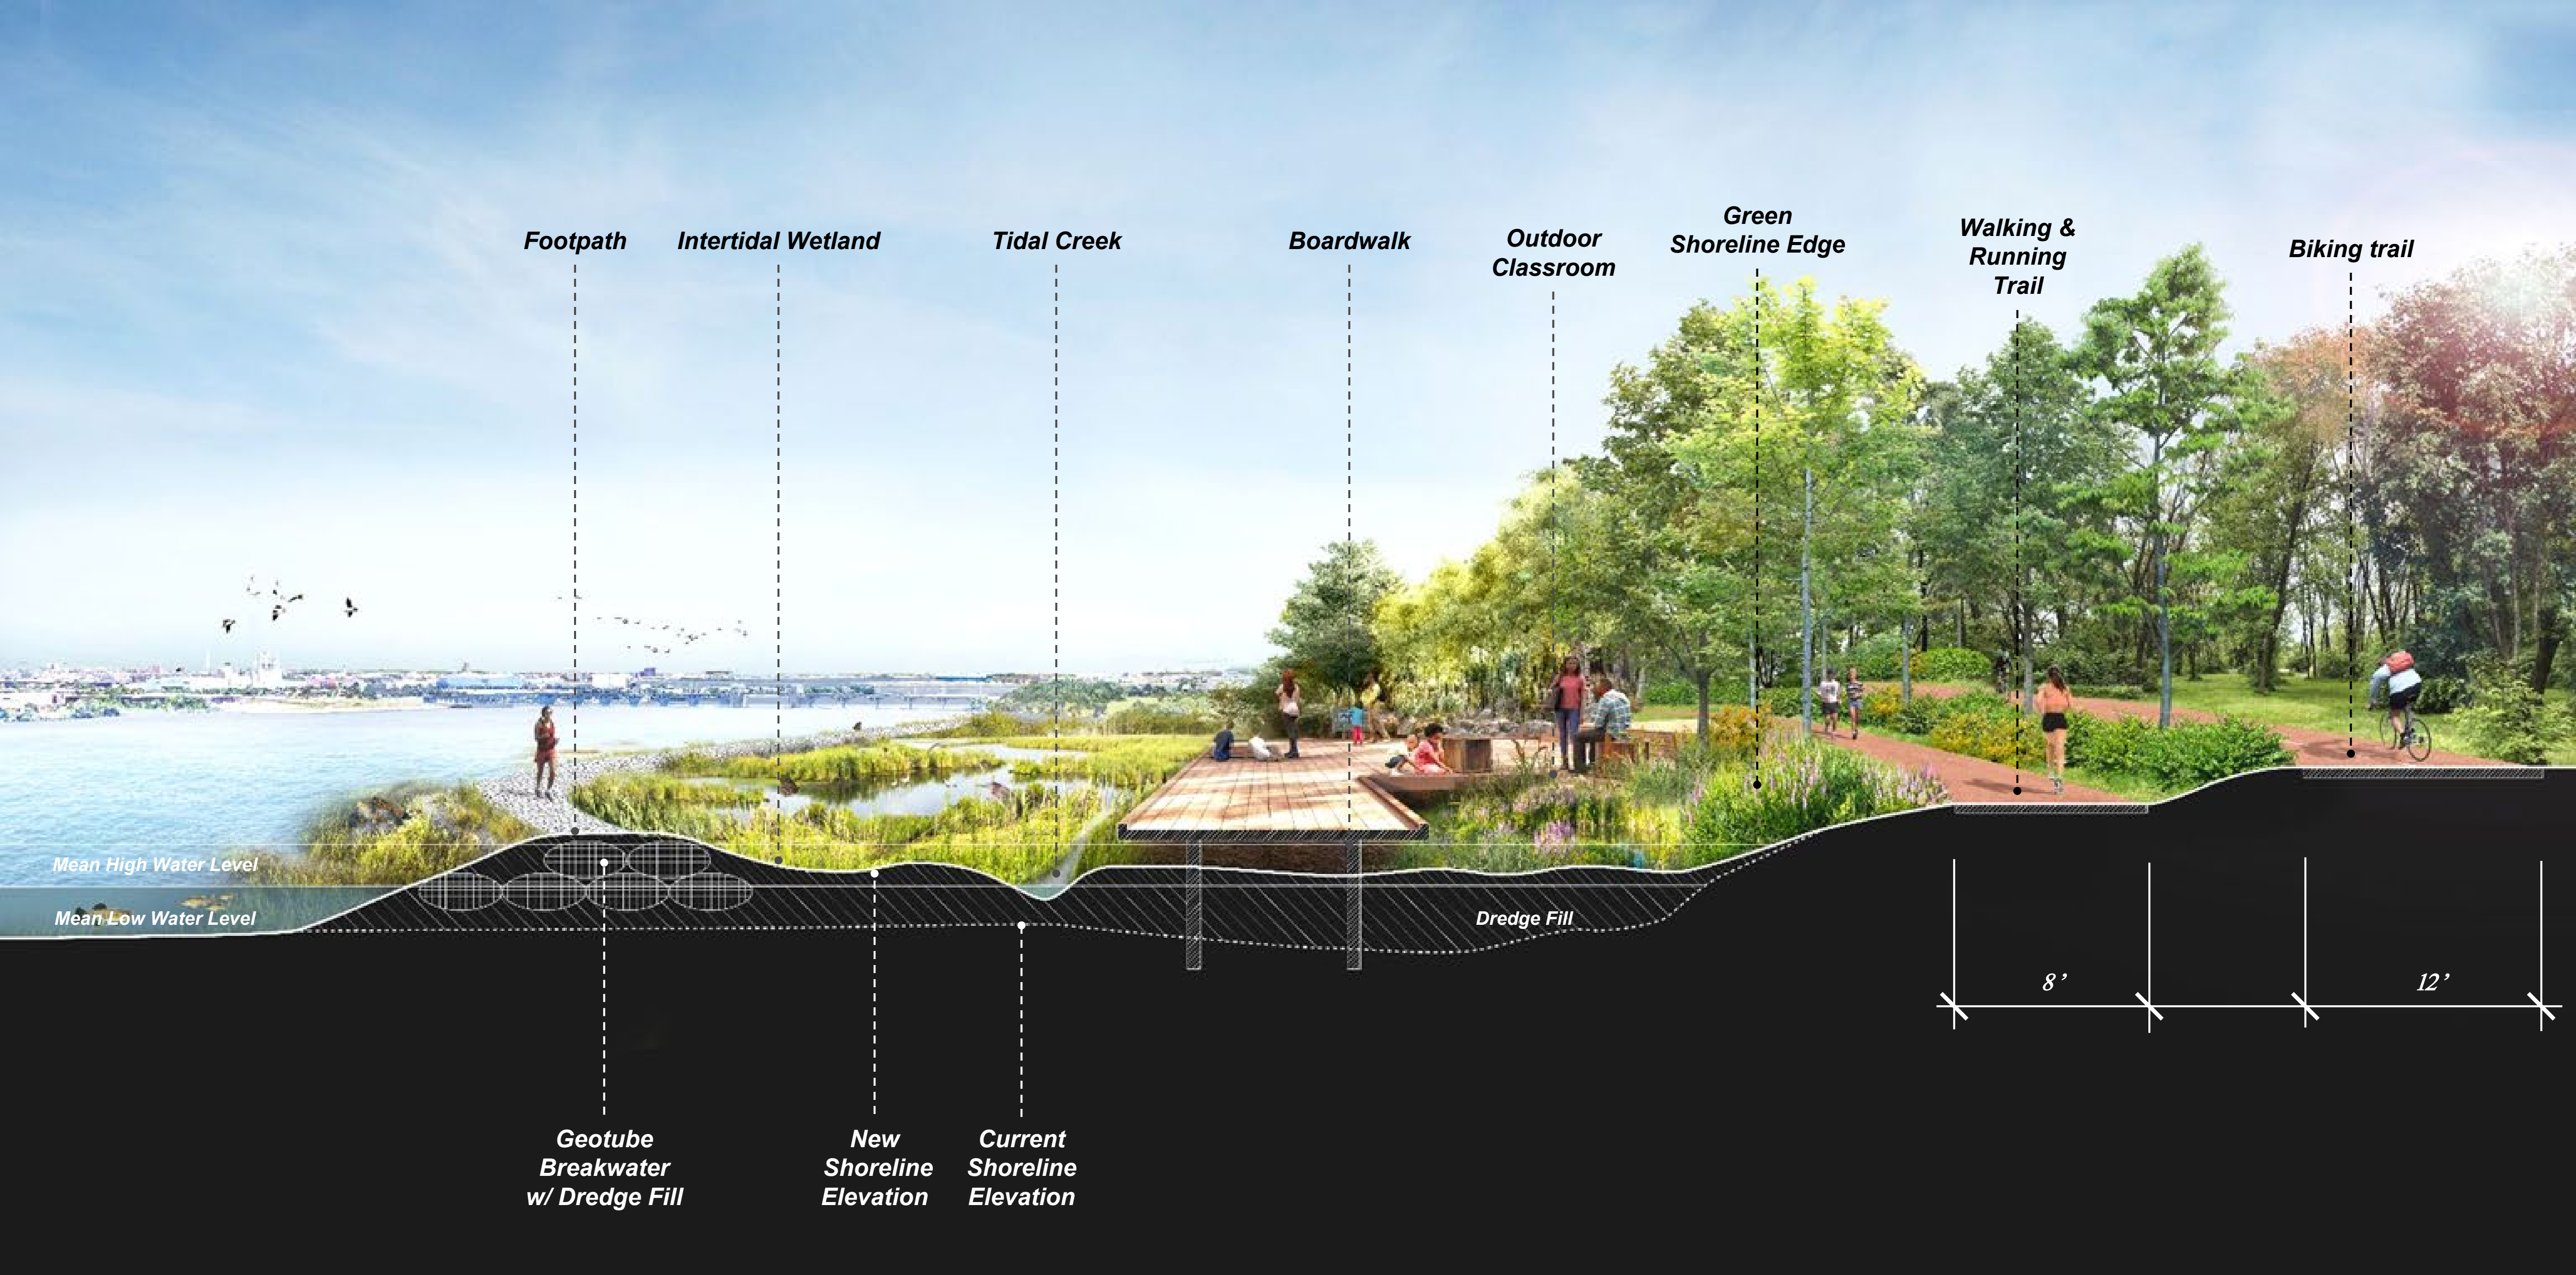 Footpath
Intertidal Wetland
Tidal Creek
Boardwalk
Outdoor
Classroom
Green
Shoreline Edge
Walking &
Running
Trail
Biking trail
Mean High Water Level
Mean Low Water Level
Dredge Fill
8’
12’
Geotube
Breakwater
w/ Dredge Fill
New
Shoreline
Elevation
Current
Shoreline
Elevation